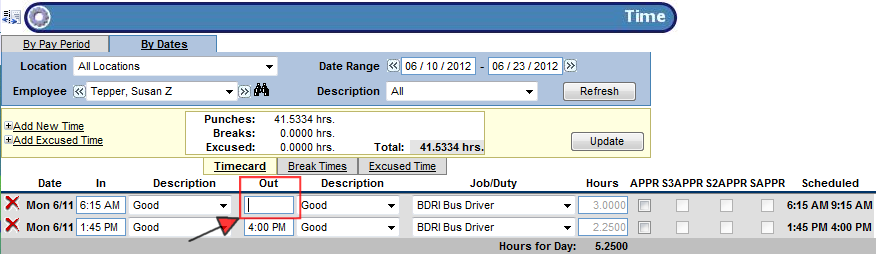 Time
By Pay Period By Dates
Location All Locations Date Range 06 / 10 / 2012 - 06 / 23 / 2012
Employee Tepper, Susan Z Description All Refresh
Punches: 41.5334 hrs.
Add New Time Breaks: 0.0000 hrs.
Add Excused Time Excused: 0.0000 hrs. Total: 41.5334 hrs. Update
Timecard Break Times Excused Time
Date In Description Out Description Job/Duty Hours APPR S3APPR S2APPR SAPPR Scheduled
Mon 6/11 6:15 AM Good Good BDRI Bus Driver 3.0000 6:15 AM 9:15 AM
Mon 6/11 1:45 PM Good 4:00 PM Good BDRI Bus Driver 2.2500 1:45 PM 4:00 PM
Hours for Day: 5.2500